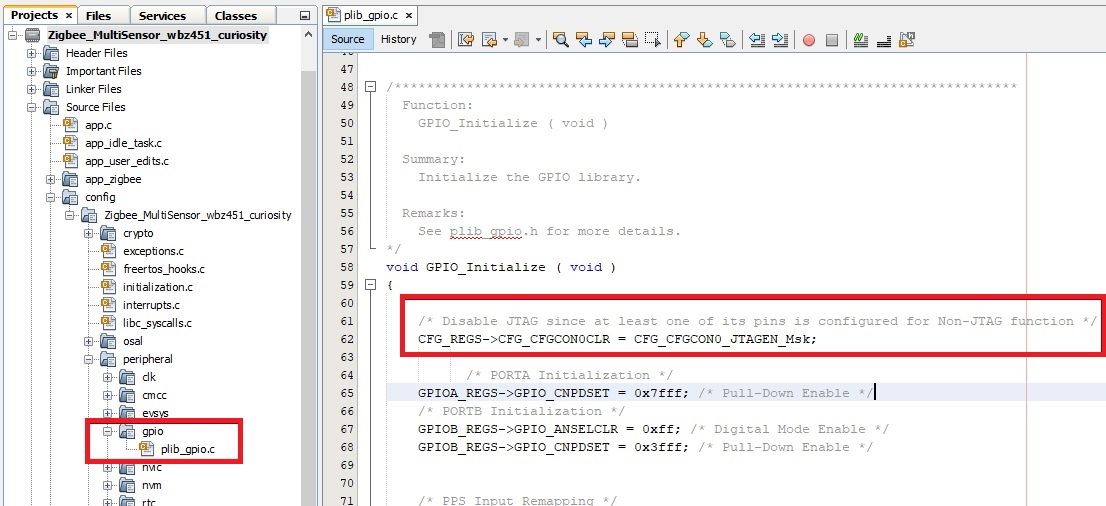 Projects
Files
Services
Classes
Zigbee_MultiSensor_wbz451_curiosity
Header Files
Important Files
Linker Files
Source Files
app.c
app_idle_task.c
app_user_edits.c
app_zigbee
config
Zigbee_MultiSensor_wbz451_curiosity
crypto
exceptions.c
freertos_hooks.c
initialization.c
interrupts.c
libc_syscalls.c
osal
peripheral
clk
cmcc
evsys
gpio
plib_gpio.c
nvic
nvm
rtc
plib_gpio.c
Source History
47
48 /*******************************************************************************
49 Function:
50 GPIO_Initialize ( void )
51
52 Summary:
53 Initialize the GPIO library.
54
55 Remarks:
56 See plib_gpio.h for more details.
57 */
58 void GPIO_Initialize ( void )
59 {
60
61 /* Disable JTAG since at least one of its pins is configured for Non-JTAG function */
62 CFG_REGS->CFG_CFGCON0CLR = CFG_CFGCON0_JTAGEN_Msk;
63
64 /* PORTA Initialization */
65 GPIOA_REGS->GPIO_CNPDSET = 0x7fff; /* Pull-Down Enable */
66 /* PORTB Initialization */
67 GPIOB_REGS->GPIO_ANSELCLR = 0xff; /* Digital Mode Enable */
68 GPIOB_REGS->GPIO_CNPDSET = 0x3fff; /* Pull-Down Enable */
69
70
71 /* PPS Input Remapping */